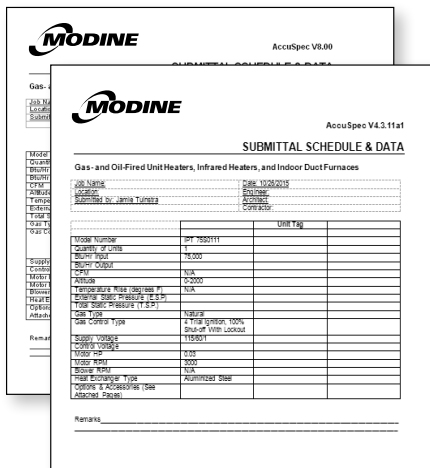 MODINE
AccuSpec V8.00
SUBMITTAL SCHEDULE & DATA
Gas-
Job Na
Locatio
Submit
Model
Quanti
Btu/Hr
Btu/Hr
CFM
Altitude
Tempe
Externa
Total S
Gas Ty
Gas Co
Supply
Control
Motor
Motor
Blower
Heat E
Option
Attach
Remar
MODINE
AccuSpec V4.3.11a1
SUBMITTAL SCHEDULE & DATA
Gas- and Oil-Fired Unit Heaters, Infrared Heaters, and Indoor Duct Furnaces
Job Name: Date: 10/26/2015
Location: Engineer:
Submitted by: Jamie Tuinstra Architect:
Contractor:
Unit Tag
Model Number IPT 75S0111
Quantity of Units 1
Btu/Hr Input 75,000
Btu/Hr Output
CFM N/A
Altitude 0-2000
Temperature Rise (degrees F) N/A
External Static Pressure (E.S.P)
Total Static Pressure (T.S.P.)
Gas Type Natural
Gas Control Type 4 Trial Ignition, 100%
Shut-off With Lockout
Supply Voltage 115/60/1
Control Voltage
Motor HP 0.03
Motor RPM 3000
Blower RPM N/A
Heat Exchanger Type Aluminized Steel
Options & Accessories (See
Attached Pages)
Remarks